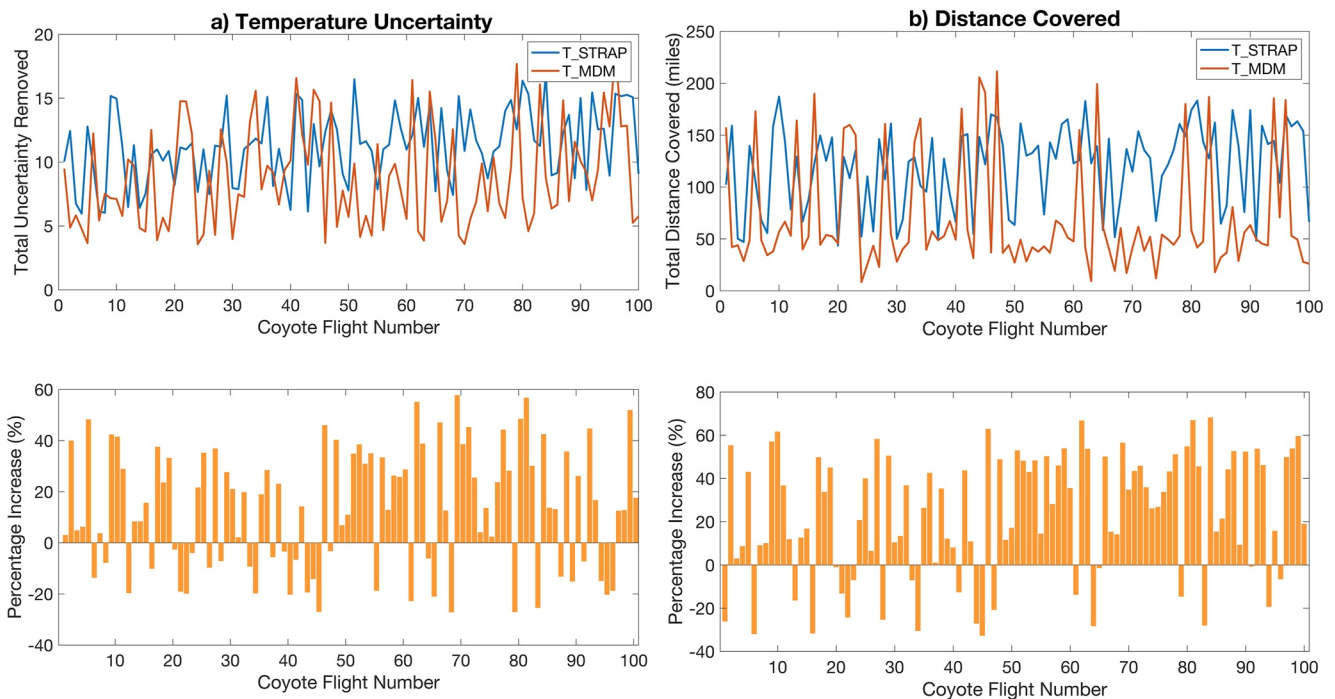 a) Temperature Uncertainty
Total Uncertainty Removed
20
15
10
5
0
T_STRAP
T_MDM
0 10 20 30 40 50 60 70 80 90 100
Coyote Flight Number
b) Distance Covered
Total Distance Covered (miles)
250
200
150
100
50
0
T_STRAP
T_MDM
0 10 20 30 40 50 60 70 80 90 100
Coyote Flight Number
Percentage Increase (%)
60
40
20
0
-20
-40
10 20 30 40 50 60 70 80 90 100
Coyote Flight Number
Percentage Increase (%)
80
60
40
20
0
-20
-40
10 20 30 40 50 60 70 80 90 100
Coyote Flight Number